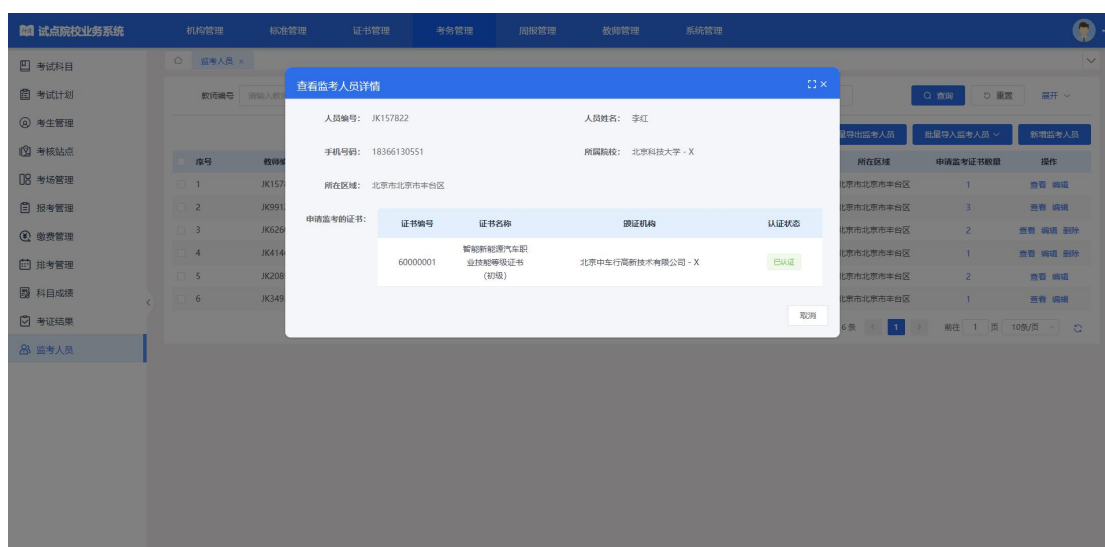 试点院校业务系统
机构管理 标准管理 证书管理 考务管理 周报管理 教师管理 系统管理
考试科目
考试计划
考生管理
考核站点
考场管理
报考管理
缴费管理
排考管理
科目成绩
考证结果
监考人员
监考人员 ×
教师编号 请输入教
查询 重置 展开
量导出监考人员 批量导入监考人员 新增监考人员
序号 教师编 所在区域 申请监考证书数量 操作
1 JK157 北京市北京市丰台区 1 查看 编辑
2 JK991 北京市北京市丰台区 3 查看 编辑
3 JK626 北京市北京市丰台区 2 查看 编辑 删除
4 JK414 北京市北京市丰台区 1 查看 编辑 删除
5 JK208 北京市北京市丰台区 2 查看 编辑
6 JK349 北京市北京市丰台区 1 查看 编辑
6 条 1 前往 1 页 10条/页
查看监考人员详情
人员编号： JK157822 人员姓名： 李红
手机号码： 18366130551 所属院校： 北京科技大学 - X
所在区域： 北京市北京市丰台区
申请监考的证书：
证书编号 证书名称 颁证机构 认证状态
60000001 智能新能源汽车职
业技能等级证书
(初级) 北京中车行高新技术有限公司 - X 已认证
取消